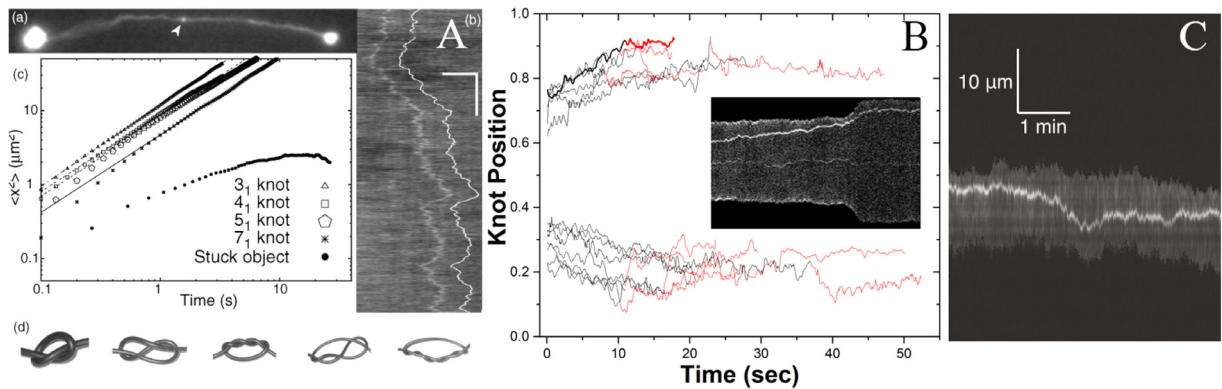 (a)
(b)
A
(c)
<x²> (μm²)
10
1
0.1
3₁ knot
4₁ knot
5₁ knot
7₁ knot
Stuck object
0.1
1
10
Time (s)
(d)
B
Knot Position
1.0
0.8
0.6
0.4
0.2
0.0
0
10
20
30
40
50
Time (sec)
C
10 μm
1 min